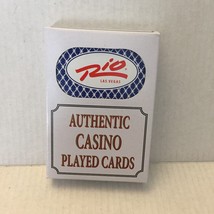 Rio
LAS VEGAS
AUTHENTIC
CASINO
PLAYED CARDS